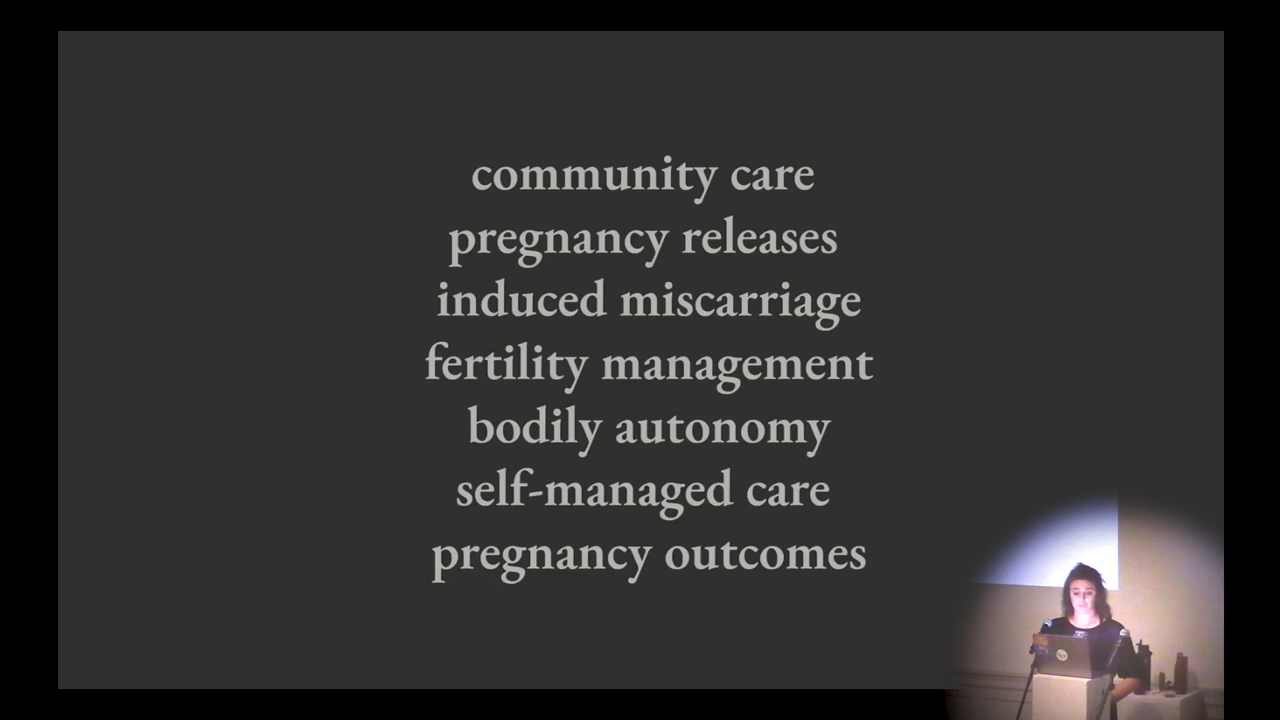 community care
pregnancy releases
induced miscarriage
fertility management
bodily autonomy
self-managed care
pregnancy outcomes